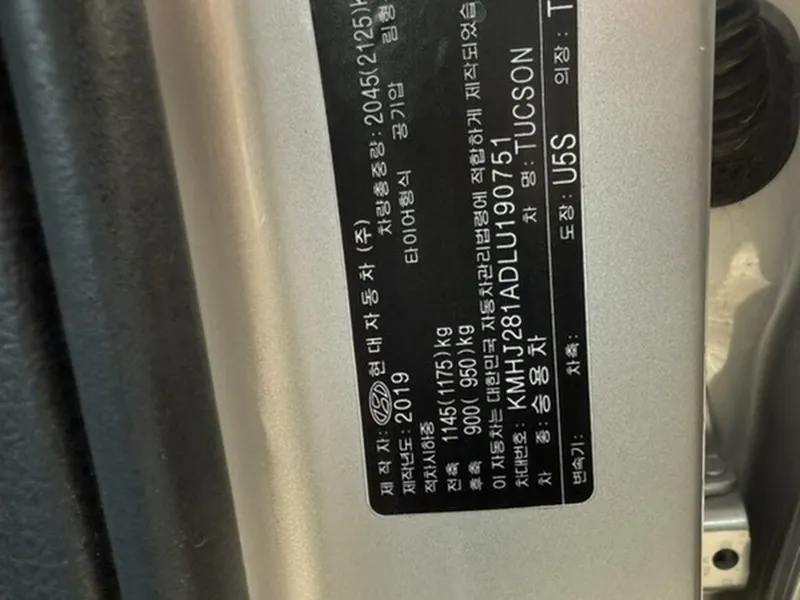 제 작 자: 현 대 자 동 차 (주)
제작년도: 2019 차량총중량: 2045(2125)k
적차시하중 타이어형식 공기압 림형
전축 1145(1175)kg
후축 900( 950)kg
이 자동차는 대한민국 자동차관리법령에 적합하게 제작되었습
차대번호: KMHJ281ADLU190751
차 종: 승용차 차 명: TUCSON
변속기: 차축: 도장: U5S 의장: T